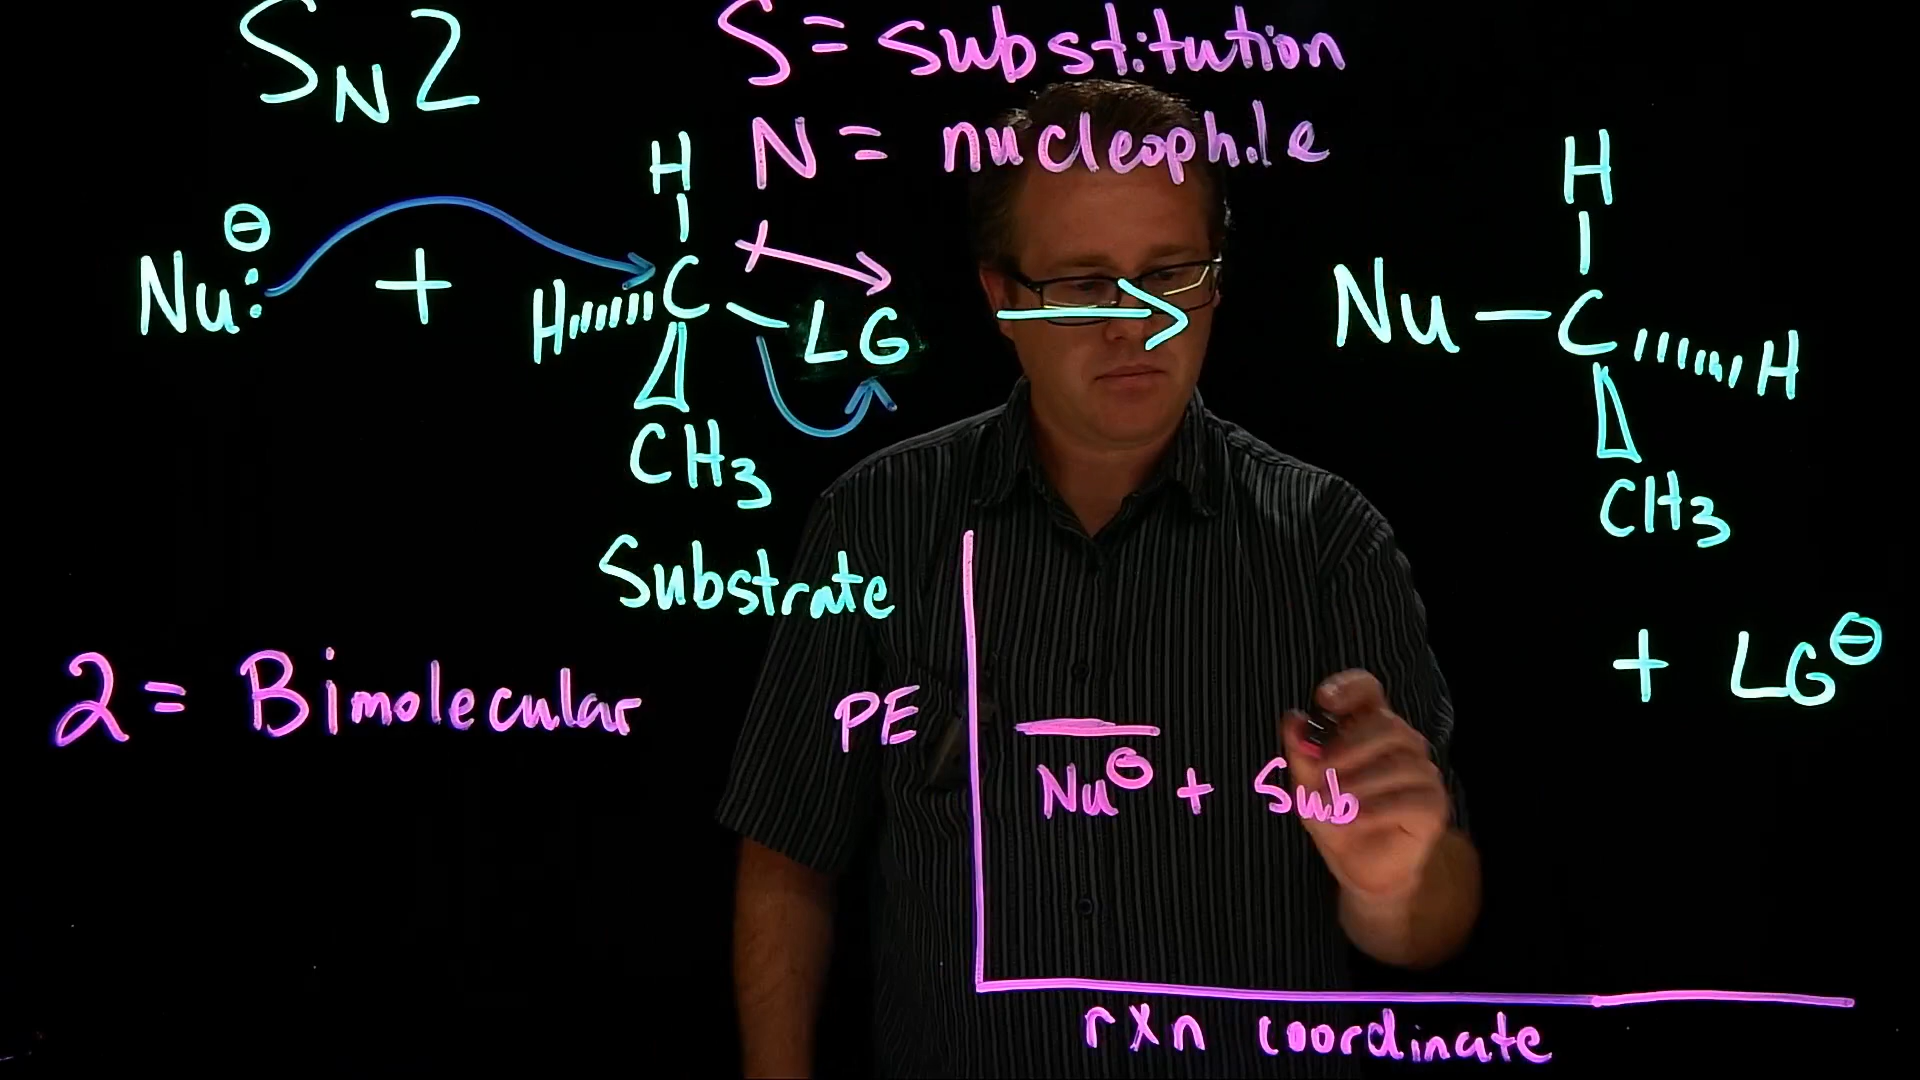 SN2
S = substitution
N = nucleophile
H
Nu:⊖ + H C LG → Nu — C H
CH3
CH3
Substrate
+ LG⊖
2 = Bimolecular
PE
Nu⊖ + Sub
rxn coordinate